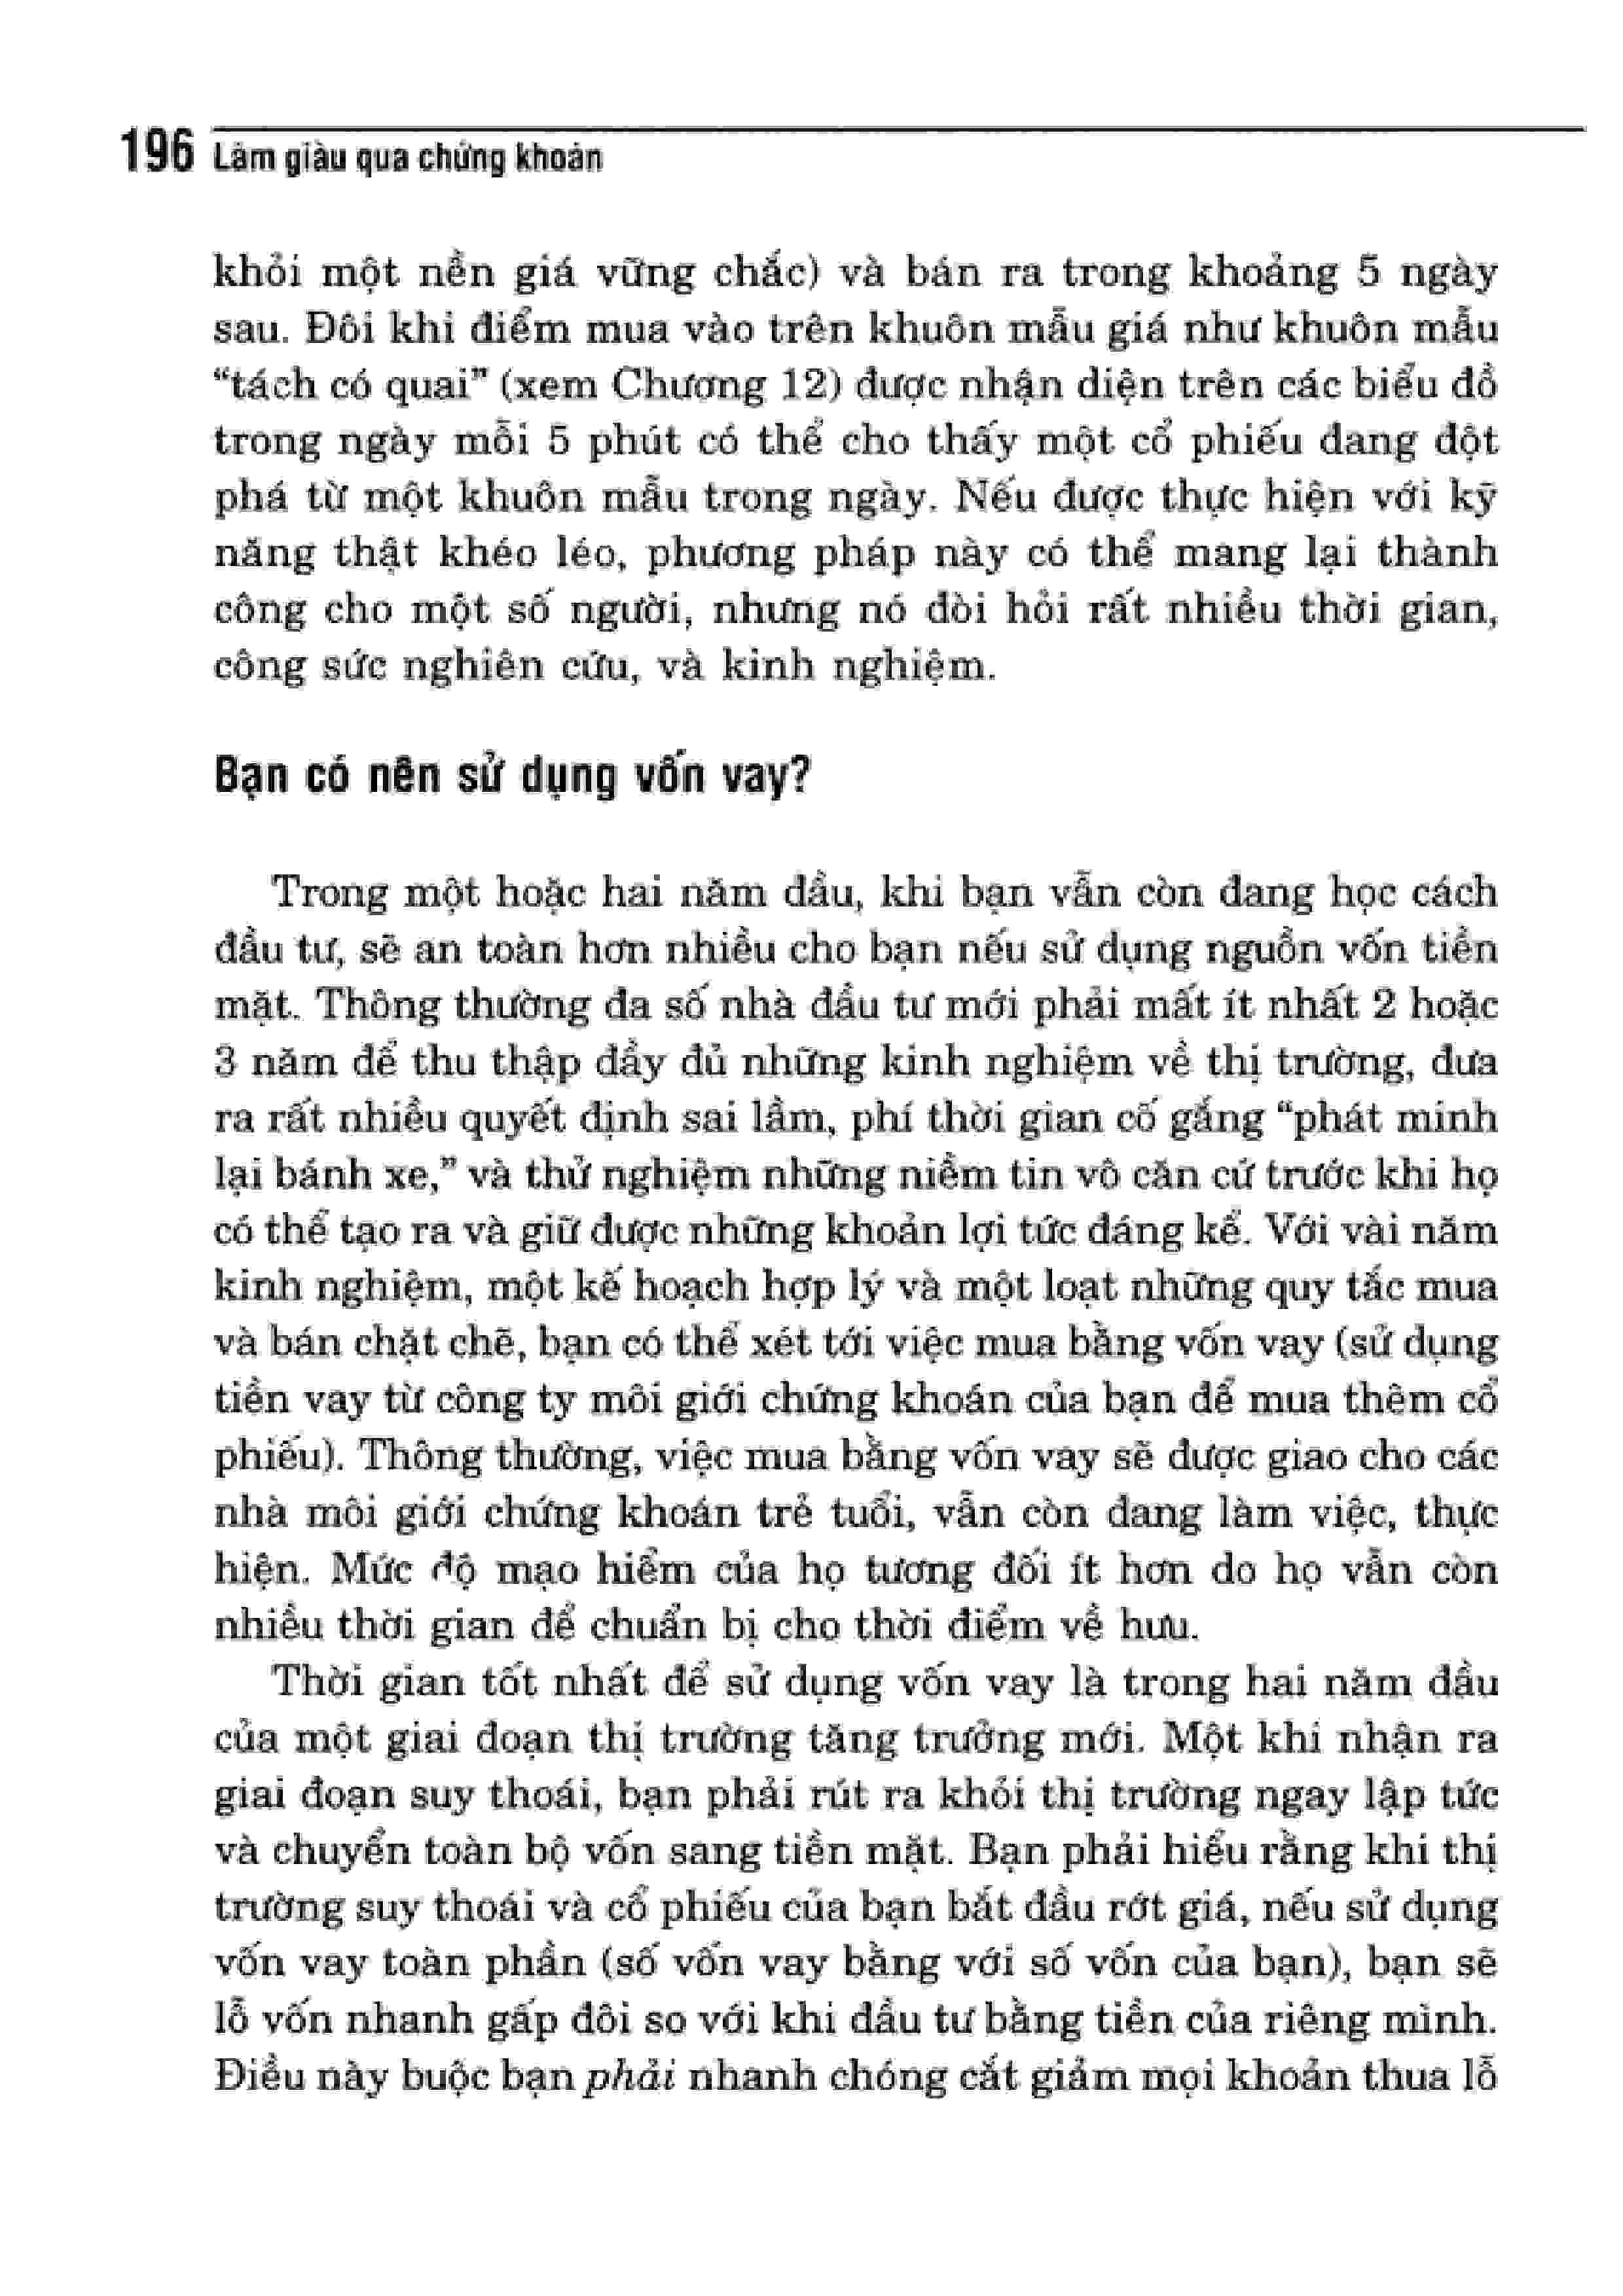 196 Làm giàu qua chứng khoán
khỏi một nền giá vững chắc) và bán ra trong khoảng 5 ngày
sau. Đôi khi điểm mua vào trên khuôn mẫu giá như khuôn mẫu
“tách có quai” (xem Chương 12) được nhận diện trên các biểu đồ
trong ngày mỗi 5 phút có thể cho thấy một cổ phiếu đang đột
phá từ một khuôn mẫu trong ngày. Nếu được thực hiện với kỹ
năng thật khéo léo, phương pháp này có thể mang lại thành
công cho một số người, nhưng nó đòi hỏi rất nhiều thời gian,
công sức nghiên cứu, và kinh nghiệm.
Bạn có nên sử dụng vốn vay?
Trong một hoặc hai năm đầu, khi bạn vẫn còn đang học cách
đầu tư, sẽ an toàn hơn nhiều cho bạn nếu sử dụng nguồn vốn tiền
mặt. Thông thường đa số nhà đầu tư mới phải mất ít nhất 2 hoặc
3 năm để thu thập đầy đủ những kinh nghiệm về thị trường, đưa
ra rất nhiều quyết định sai lầm, phí thời gian cố gắng “phát minh
lại bánh xe,” và thử nghiệm những niềm tin vô căn cứ trước khi họ
có thể tạo ra và giữ được những khoản lợi tức đáng kể. Với vài năm
kinh nghiệm, một kế hoạch hợp lý và một loạt những quy tắc mua
và bán chặt chẽ, bạn có thể xét tới việc mua bằng vốn vay (sử dụng
tiền vay từ công ty môi giới chứng khoán của bạn để mua thêm cổ
phiếu). Thông thường, việc mua bằng vốn vay sẽ được giao cho các
nhà môi giới chứng khoán trẻ tuổi, vẫn còn đang làm việc, thực
hiện. Mức độ mạo hiểm của họ tương đối ít hơn do họ vẫn còn
nhiều thời gian để chuẩn bị cho thời điểm về hưu.
Thời gian tốt nhất để sử dụng vốn vay là trong hai năm đầu
của một giai đoạn thị trường tăng trưởng mới. Một khi nhận ra
giai đoạn suy thoái, bạn phải rút ra khỏi thị trường ngay lập tức
và chuyển toàn bộ vốn sang tiền mặt. Bạn phải hiểu rằng khi thị
trường suy thoái và cổ phiếu của bạn bắt đầu rớt giá, nếu sử dụng
vốn vay toàn phần (số vốn vay bằng với số vốn của bạn), bạn sẽ
lỗ vốn nhanh gấp đôi so với khi đầu tư bằng tiền của riêng mình.
Điều này buộc bạn phải nhanh chóng cắt giảm mọi khoản thua lỗ